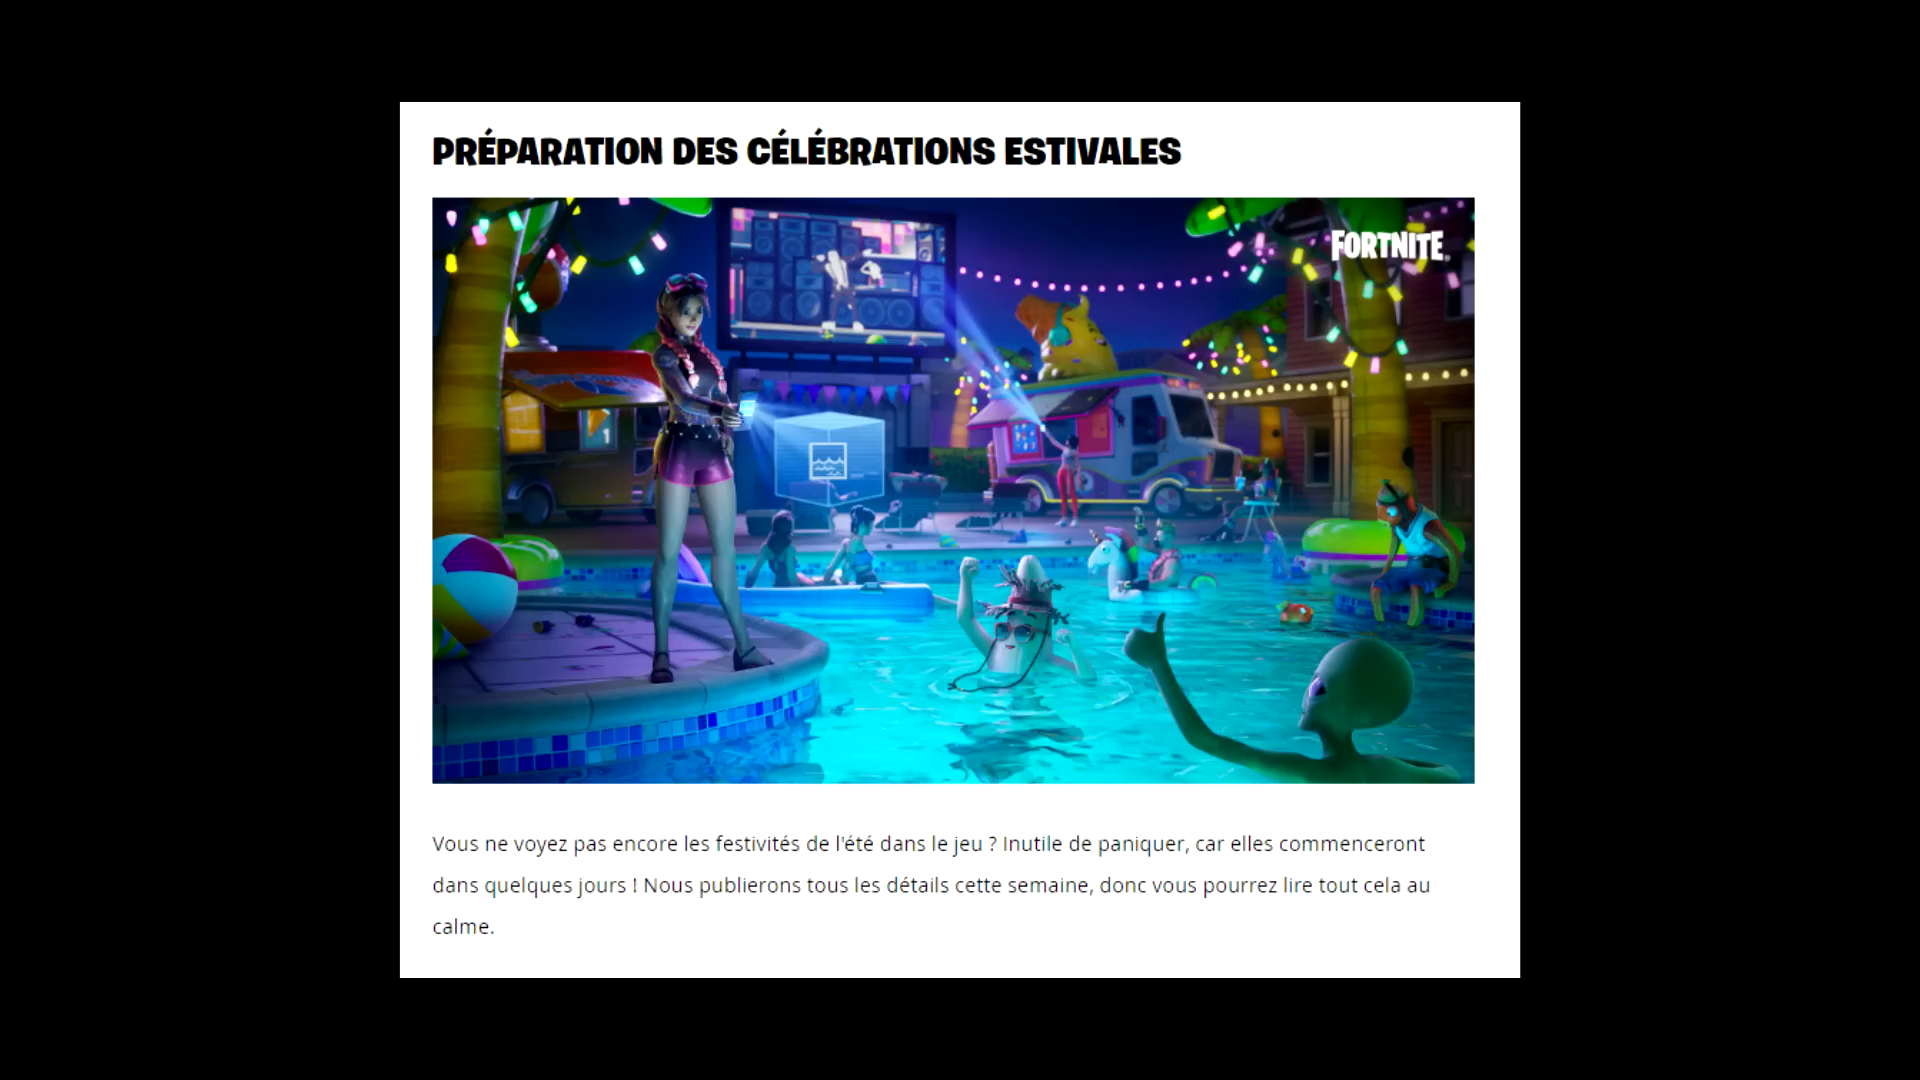 PRÉPARATION DES CÉLÉBRATIONS ESTIVALES
FORTNITE
1
Vous ne voyez pas encore les festivités de l'été dans le jeu ? Inutile de paniquer, car elles commenceront
dans quelques jours ! Nous publierons tous les détails cette semaine, donc vous pourrez lire tout cela au
calme.